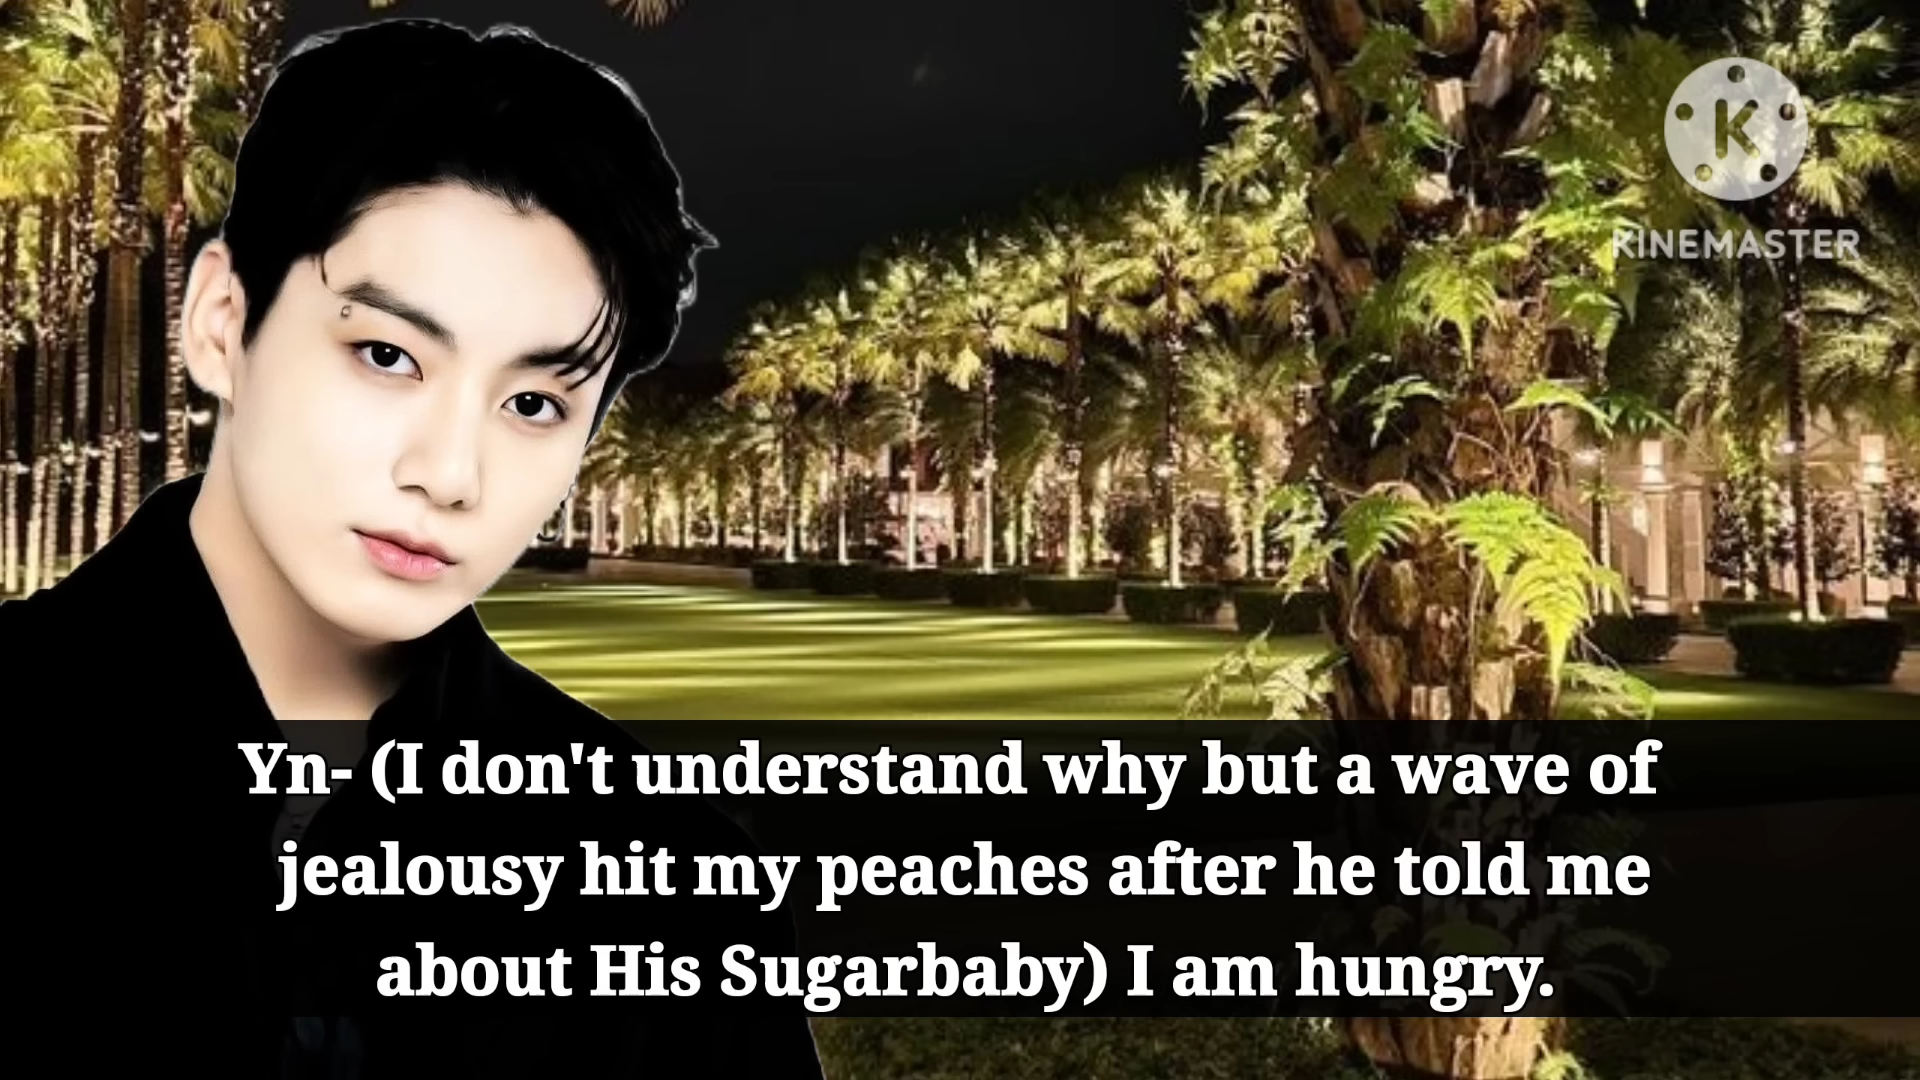 K
KINEMASTER
Yn- (I don't understand why but a wave of
jealousy hit my peaches after he told me
about His Sugarbaby) I am hungry.